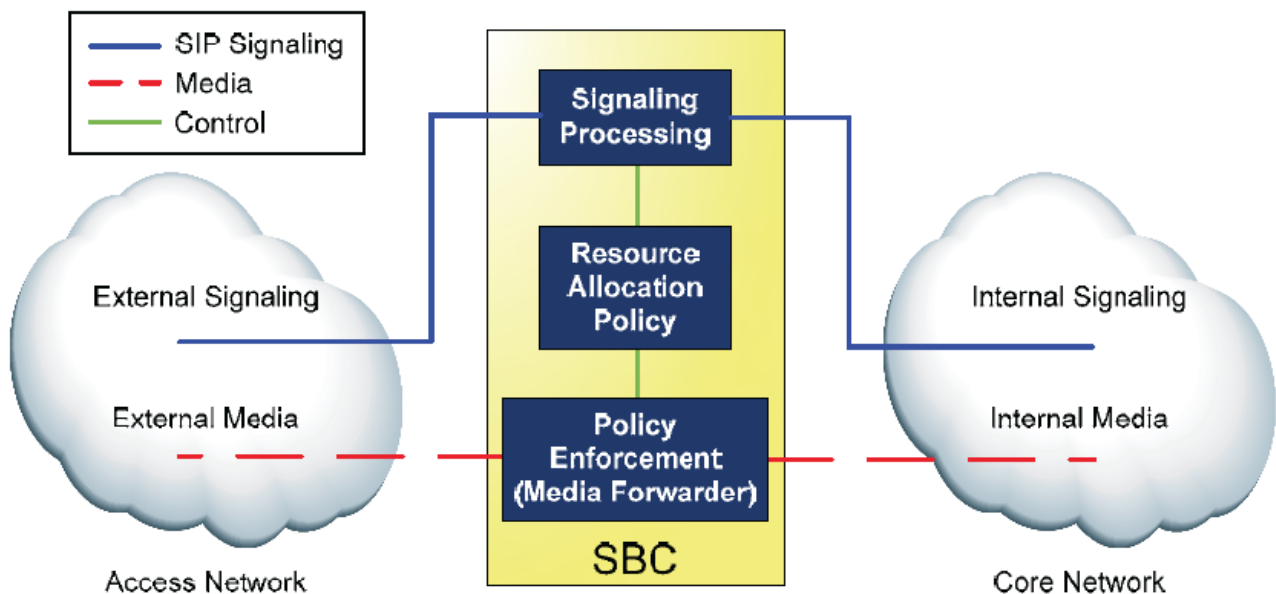 SIP Signaling
Media
Control
Signaling
Processing
Resource
Allocation
Policy
Policy
Enforcement
(Media Forwarder)
SBC
External Signaling
External Media
Access Network
Internal Signaling
Internal Media
Core Network